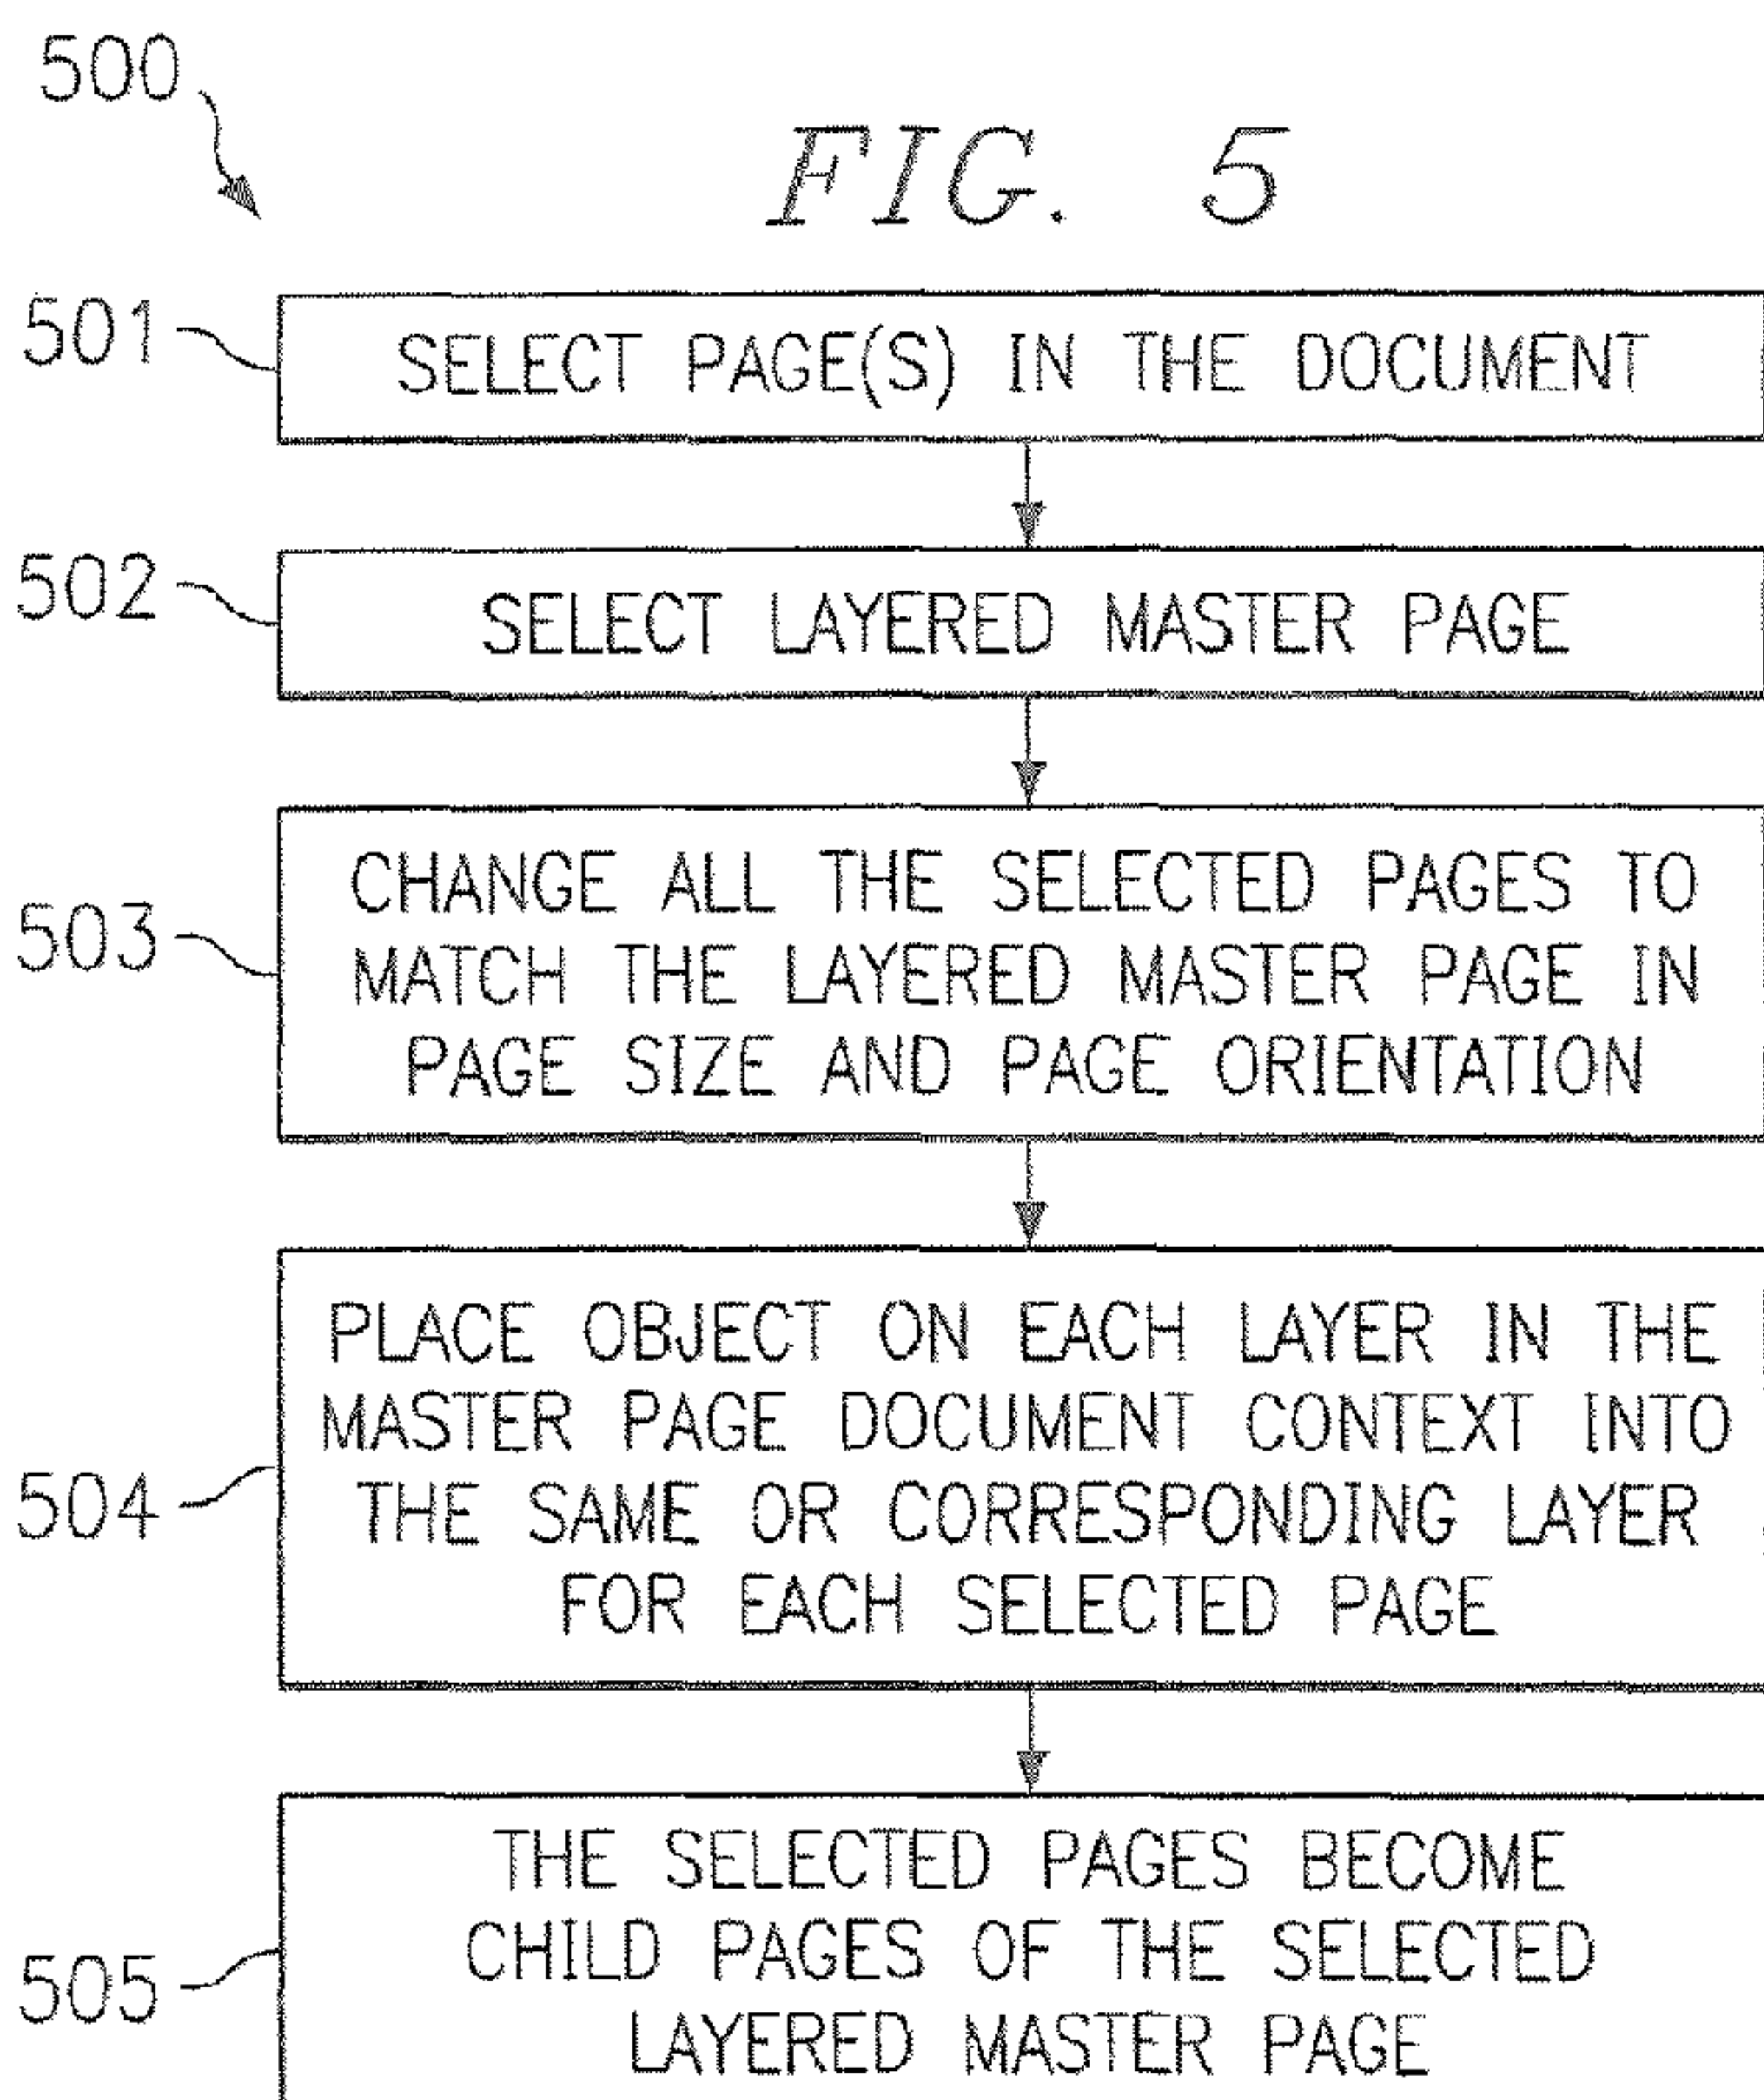 500
FIG. 5
501
SELECT PAGE(S) IN THE DOCUMENT
502
SELECT LAYERED MASTER PAGE
503
CHANGE ALL THE SELECTED PAGES TO
MATCH THE LAYERED MASTER PAGE IN
PAGE SIZE AND PAGE ORIENTATION
504
PLACE OBJECT ON EACH LAYER IN THE
MASTER PAGE DOCUMENT CONTEXT INTO
THE SAME OR CORRESPONDING LAYER
FOR EACH SELECTED PAGE
505
THE SELECTED PAGES BECOME
CHILD PAGES OF THE SELECTED
LAYERED MASTER PAGE